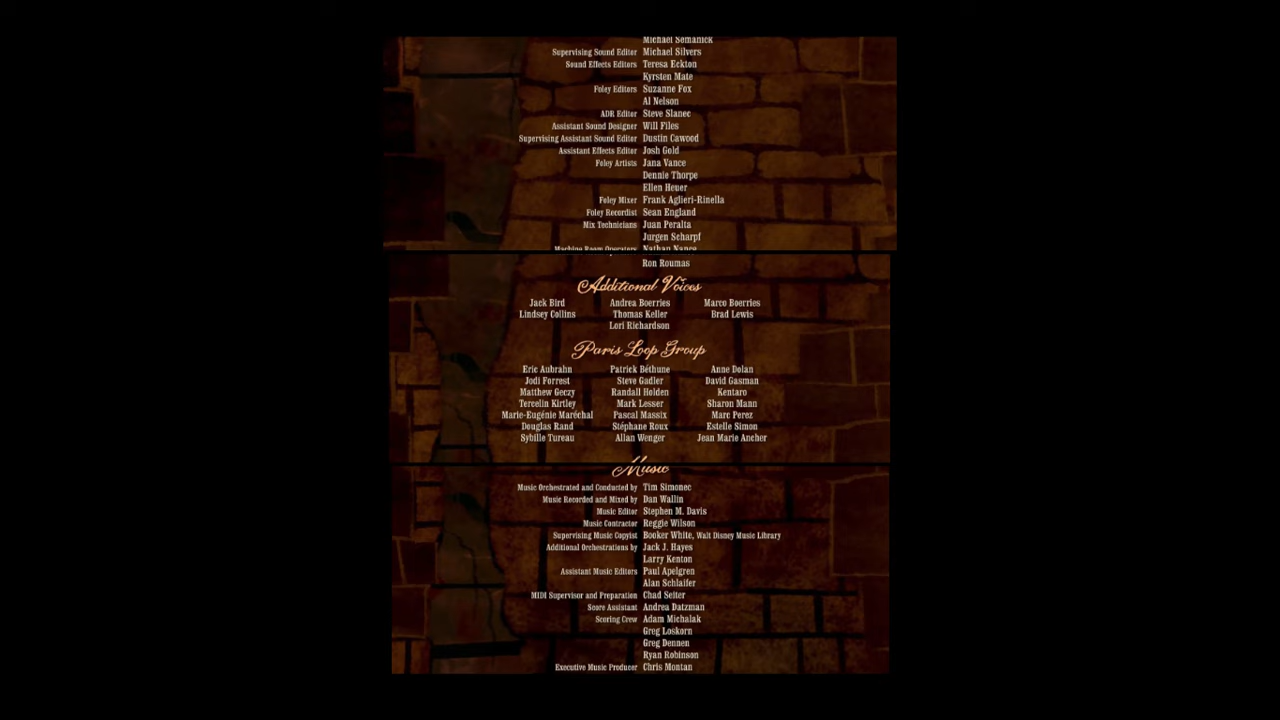 Michael Semanick
Supervising Sound Editor Michael Silvers
Sound Effects Editors Teresa Eckton
Kyrsten Mate
Foley Editors Suzanne Fox
Al Nelson
ADR Editor Steve Slanec
Assistant Sound Designer Will Files
Supervising Assistant Sound Editor Dustin Cawood
Assistant Effects Editor Josh Gold
Foley Artists Jana Vance
Dennie Thorpe
Ellen Heuer
Foley Mixer Frank Aglieri-Rinella
Foley Recordist Sean England
Mix Technicians Juan Peralta
Jurgen Scharpf
Machine Room Operators Nathan Nance
Ron Roumas
Additional Voices
Jack Bird Andrea Boerries Marco Boerries
Lindsey Collins Thomas Keller Brad Lewis
Lori Richardson
Paris Loop Group
Eric Aubrahn Patrick Béthune Anne Dolan
Jodi Forrest Steve Gadler David Gasman
Matthew Geczy Randall Holden Kentaro
Tercelin Kirtley Mark Lesser Sharon Mann
Marie-Eugénie Maréchal Pascal Massix Marc Perez
Douglas Rand Stéphane Roux Estelle Simon
Sybille Tureau Allan Wenger Jean Marie Ancher
Music
Music Orchestrated and Conducted by Tim Simonec
Music Recorded and Mixed by Dan Wallin
Music Editor Stephen M. Davis
Music Contractor Reggie Wilson
Supervising Music Copyist Booker White, Walt Disney Music Library
Additional Orchestrations by Jack J. Hayes
Larry Kenton
Assistant Music Editors Paul Apelgren
Alan Schlaifer
MIDI Supervisor and Preparation Chad Seiter
Score Assistant Andrea Datzman
Scoring Crew Adam Michalak
Greg Loskorn
Greg Dennen
Ryan Robinson
Executive Music Producer Chris Montan